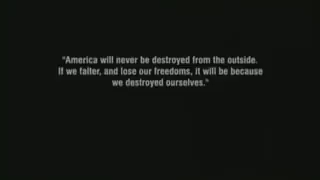 "America will never be destroyed from the outside.
If we falter, and lose our freedoms, it will be because
we destroyed ourselves."